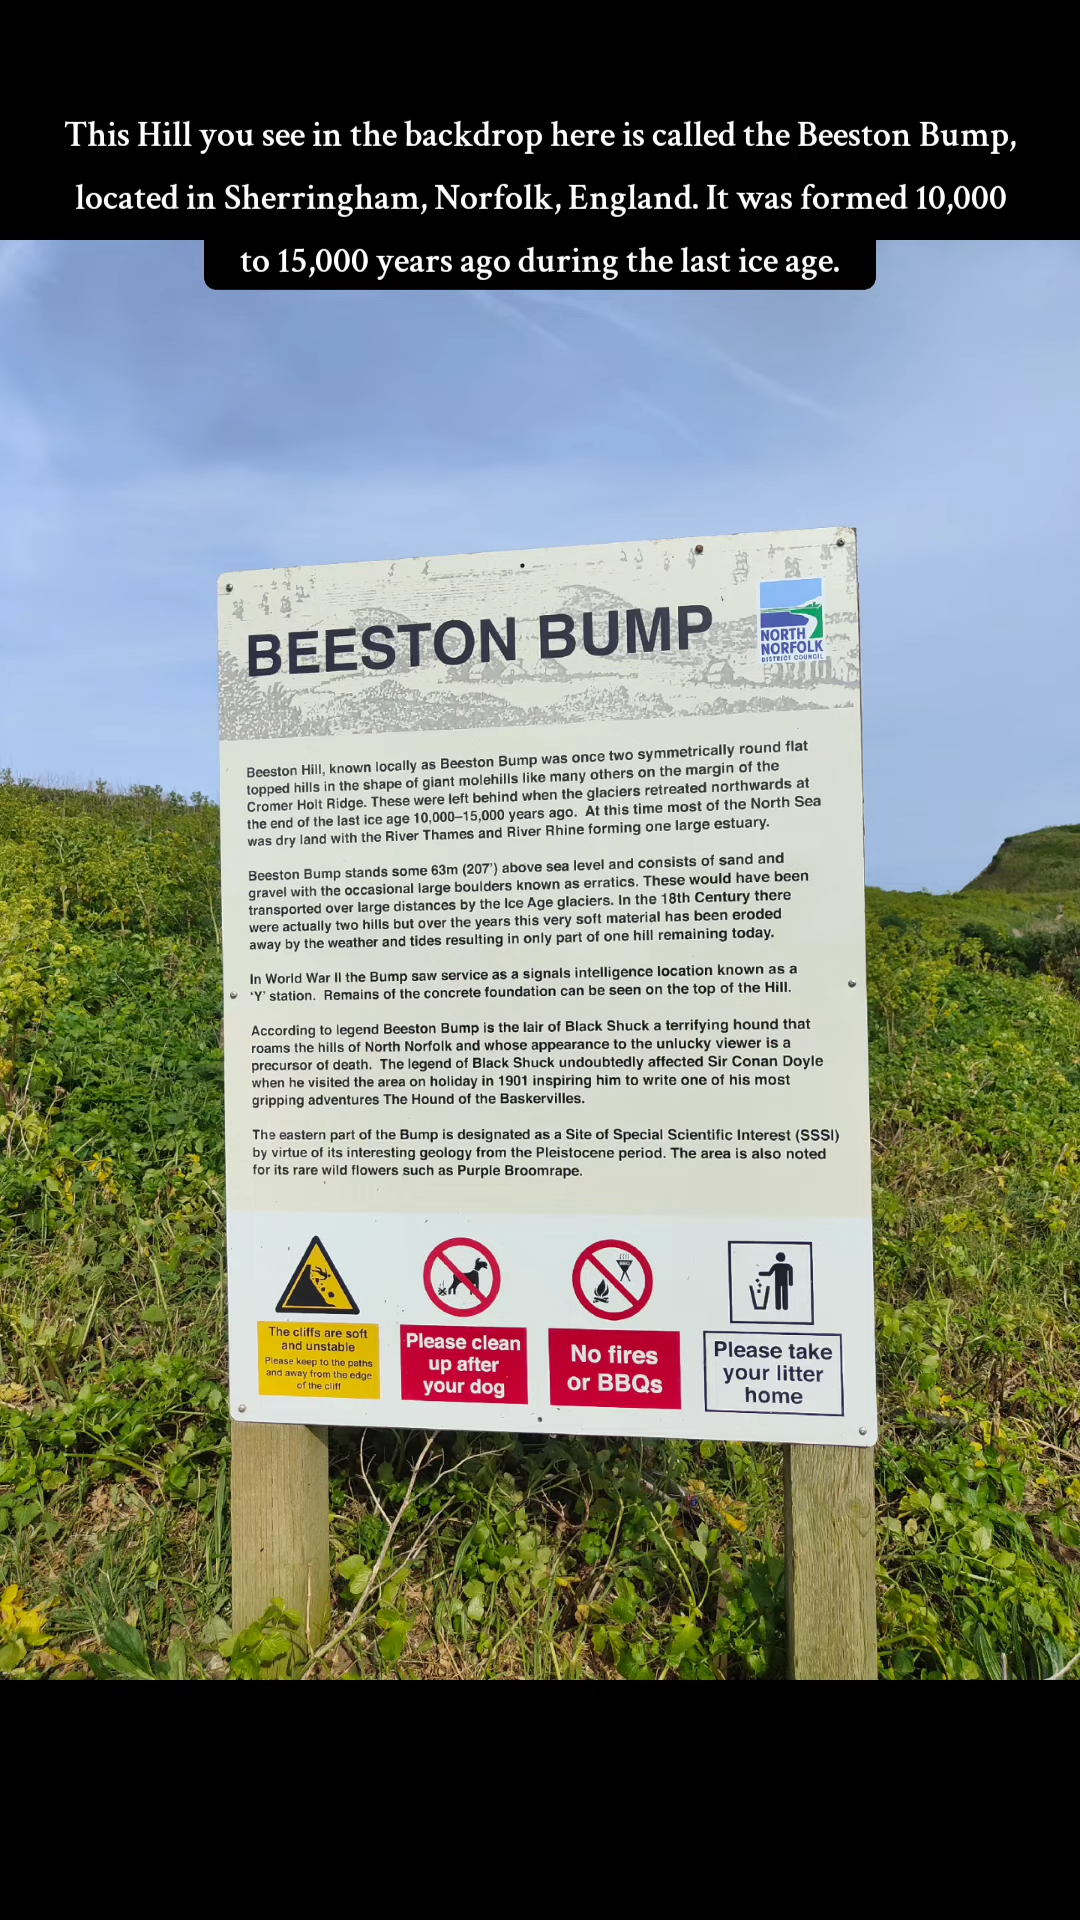 This Hill you see in the backdrop here is called the Beeston Bump,
located in Sherringham, Norfolk, England. It was formed 10,000
to 15,000 years ago during the last ice age.
BEESTON BUMP
NORTH
NORFOLK
DISTRICT COUNCIL
Beeston Hill, known locally as Beeston Bump was once two symmetrically round flat
topped hills in the shape of giant molehills like many others on the margin of the
Cromer Holt Ridge. These were left behind when the glaciers retreated northwards at
the end of the last ice age 10,000–15,000 years ago. At this time most of the North Sea
was dry land with the River Thames and River Rhine forming one large estuary.
Beeston Bump stands some 63m (207') above sea level and consists of sand and
gravel with the occasional large boulders known as erratics. These would have been
transported over large distances by the Ice Age glaciers. In the 18th Century there
were actually two hills but over the years this very soft material has been eroded
away by the weather and tides resulting in only part of one hill remaining today.
In World War II the Bump saw service as a signals intelligence location known as a
'Y' station. Remains of the concrete foundation can be seen on the top of the Hill.
According to legend Beeston Bump is the lair of Black Shuck a terrifying hound that
roams the hills of North Norfolk and whose appearance to the unlucky viewer is a
precursor of death. The legend of Black Shuck undoubtedly affected Sir Conan Doyle
when he visited the area on holiday in 1901 inspiring him to write one of his most
gripping adventures The Hound of the Baskervilles.
The eastern part of the Bump is designated as a Site of Special Scientific Interest (SSSI)
by virtue of its interesting geology from the Pleistocene period. The area is also noted
for its rare wild flowers such as Purple Broomrape.
The cliffs are soft
and unstable
Please keep to the paths
and away from the edge
of the cliff
Please clean
up after
your dog
No fires
or BBQs
Please take
your litter
home